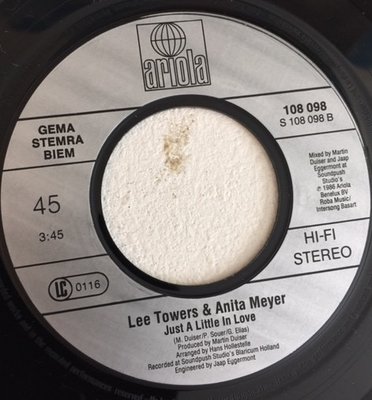 ariola
GEMA
STEMRA
BIEM
108 098
S 108 098 B
45
3:45
Mixed by Martin
Duiser and Jaap
Eggermont at
Soundpush
Studio's
℗ 1986 Ariola
Benelux BV
Roba Music/
Intersong Basart
HI-FI
STEREO
LC 0116
Lee Towers & Anita Meyer
Just A Little In Love
(M. Duiser/P. Souer/G. Elias)
Produced by Martin Duiser
Arranged by Hans Hollestelle
Recorded at Soundpush Studio's Blaricum Holland
Engineered by Jaap Eggermont